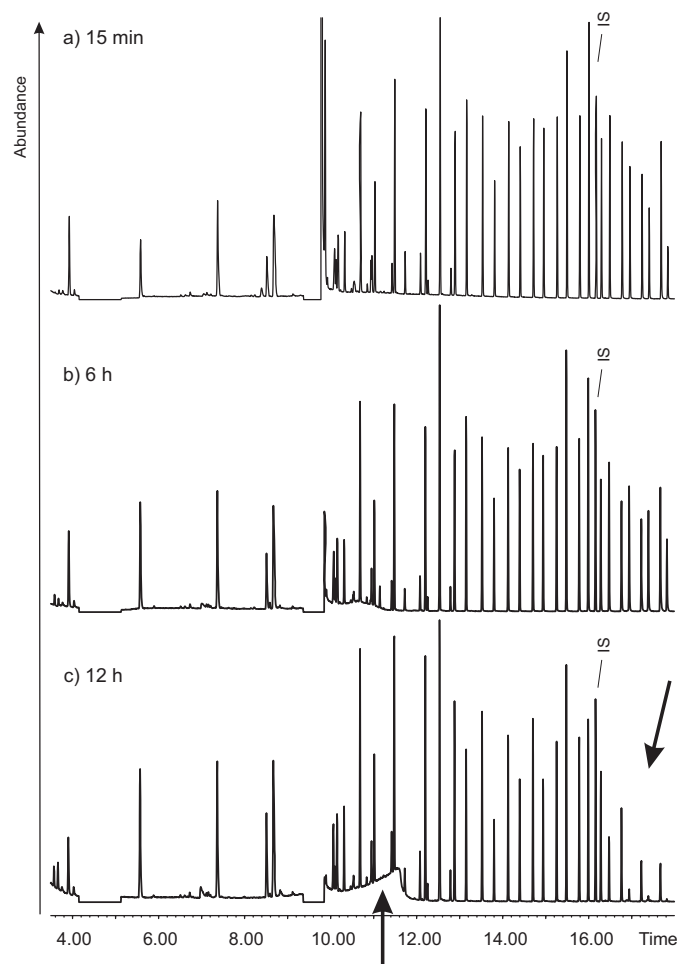 a) 15 min
IS
Abundance
b) 6 h
IS
c) 12 h
IS
4.00 6.00 8.00 10.00 12.00 14.00 16.00 Time